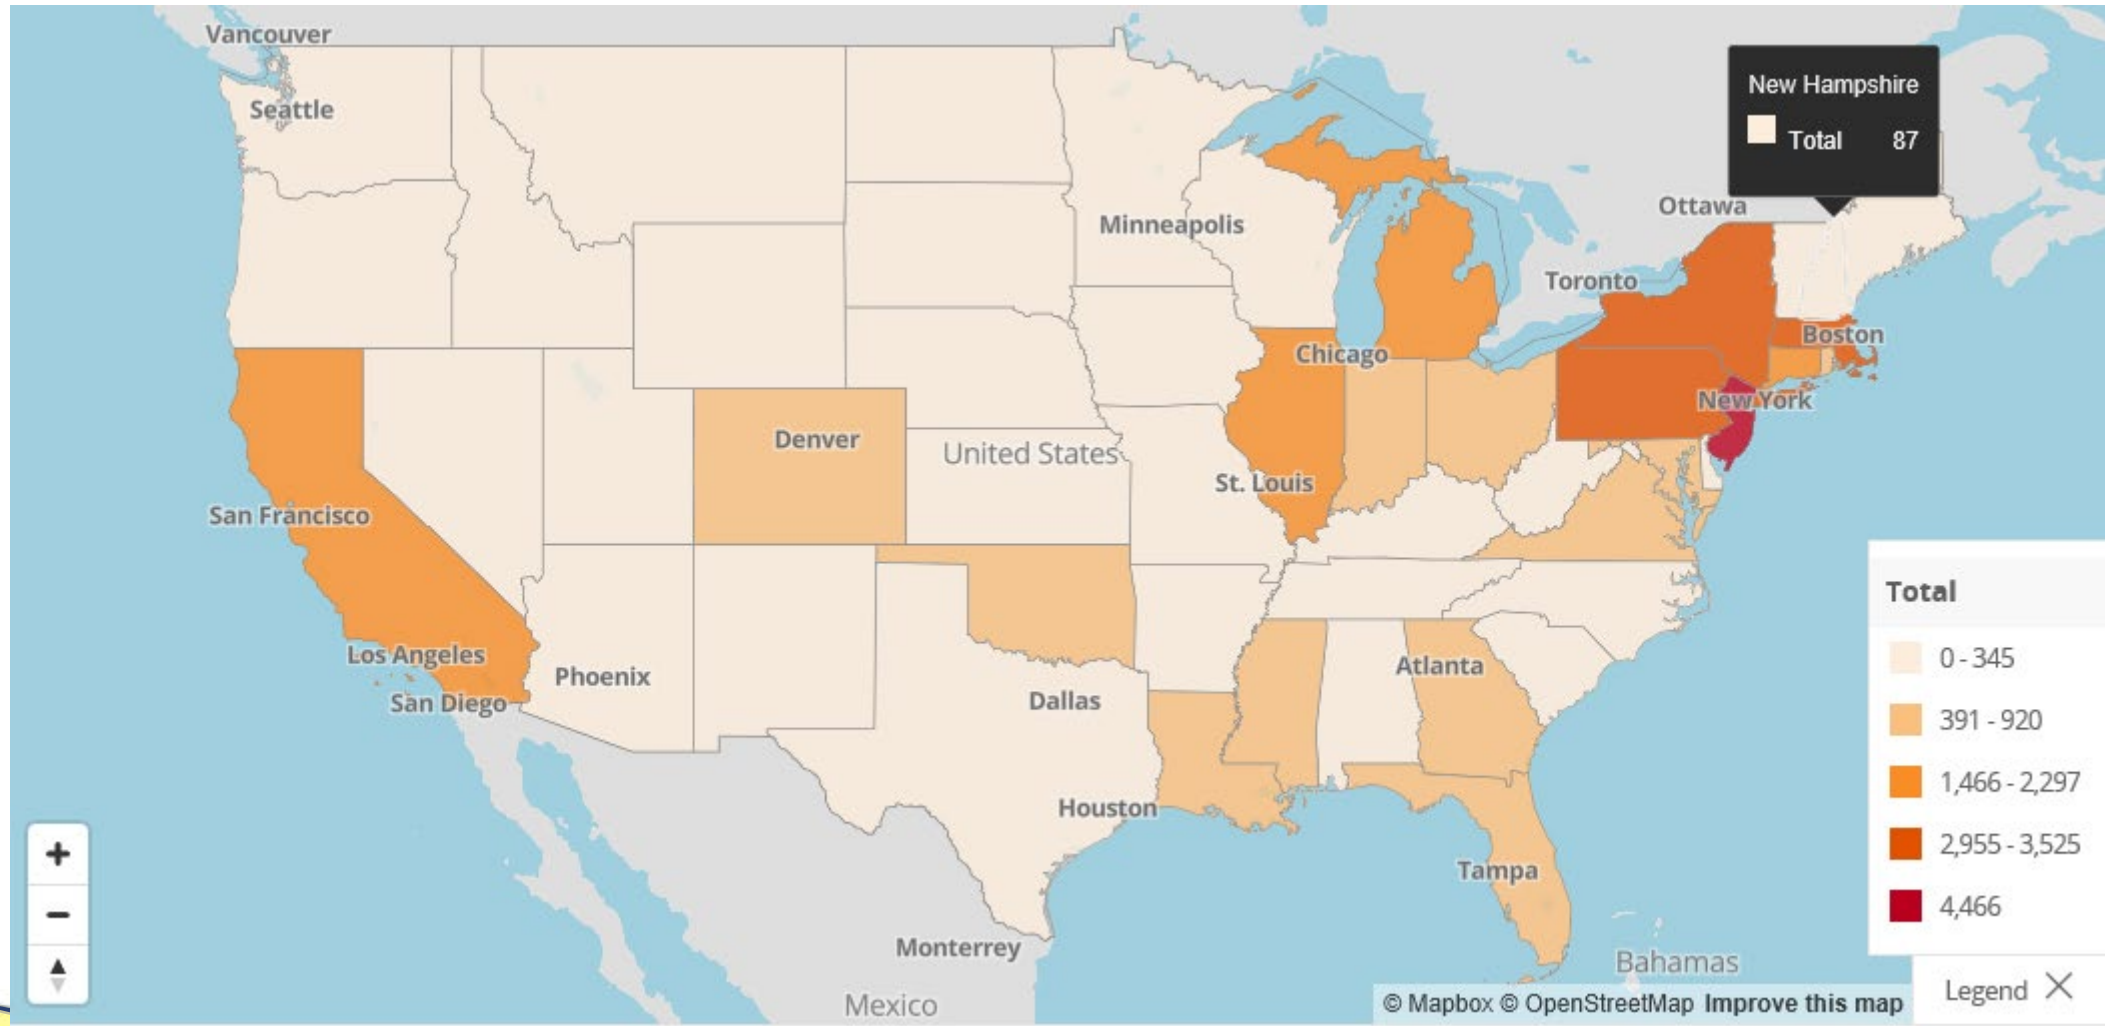 Vancouver
Seattle
New Hampshire
Total 87
Ottawa
Minneapolis
Toronto
Boston
Chicago
New York
Denver
United States
St. Louis
San Francisco
Los Angeles
Phoenix
San Diego
Atlanta
Dallas
Houston
Tampa
Monterrey
Bahamas
Mexico
Total
0 - 345
391 - 920
1,466 - 2,297
2,955 - 3,525
4,466
Legend
© Mapbox © OpenStreetMap Improve this map